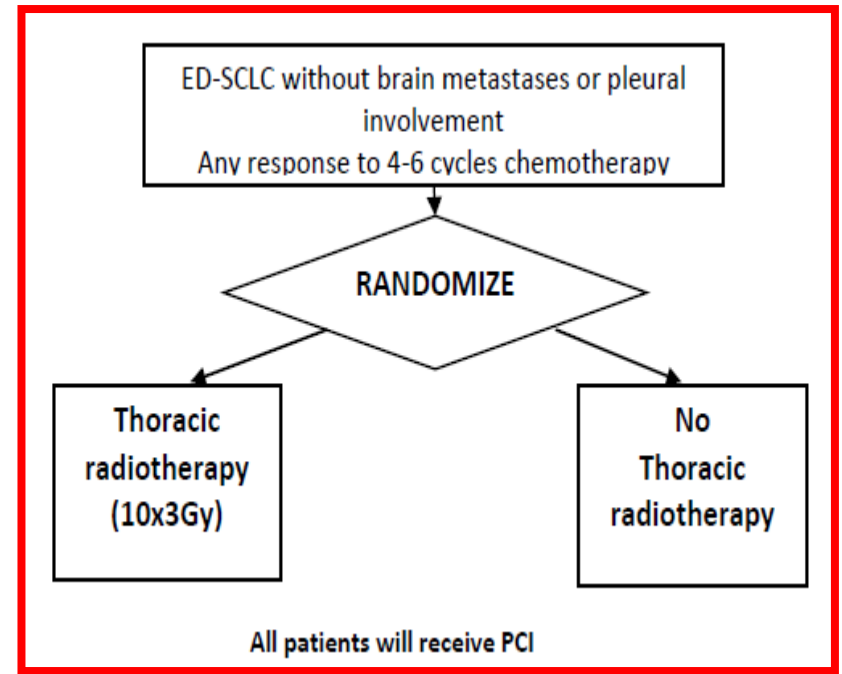 ED-SCLC without brain metastases or pleural
involvement
Any response to 4-6 cycles chemotherapy
RANDOMIZE
Thoracic
radiotherapy
(10x3Gy)
No
Thoracic
radiotherapy
All patients will receive PCI